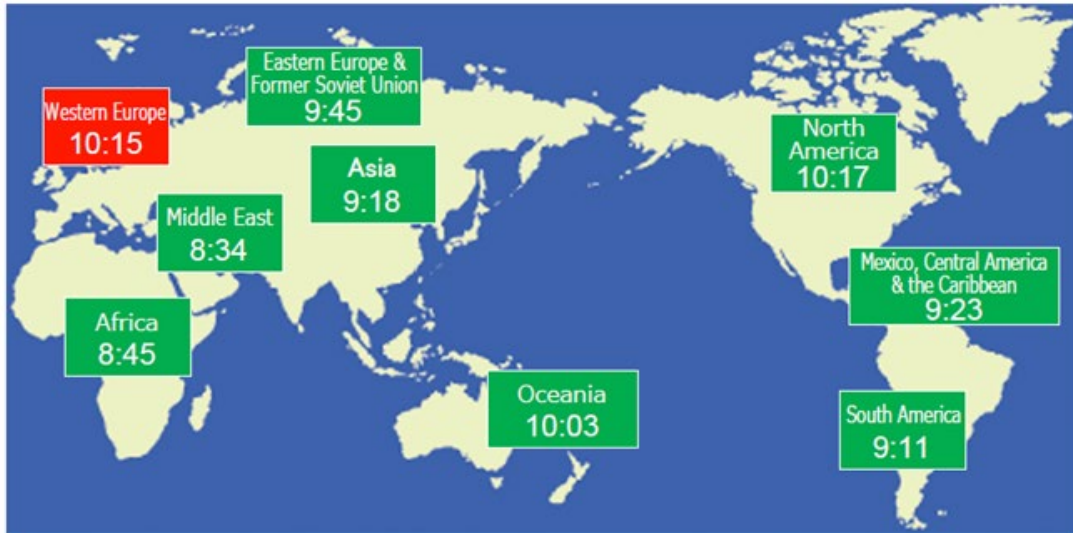 Eastern Europe &
Former Soviet Union
9:45
Western Europe
10:15
North
America
10:17
Asia
9:18
Middle East
8:34
Mexico, Central America
& the Caribbean
9:23
Africa
8:45
Oceania
10:03
South America
9:11